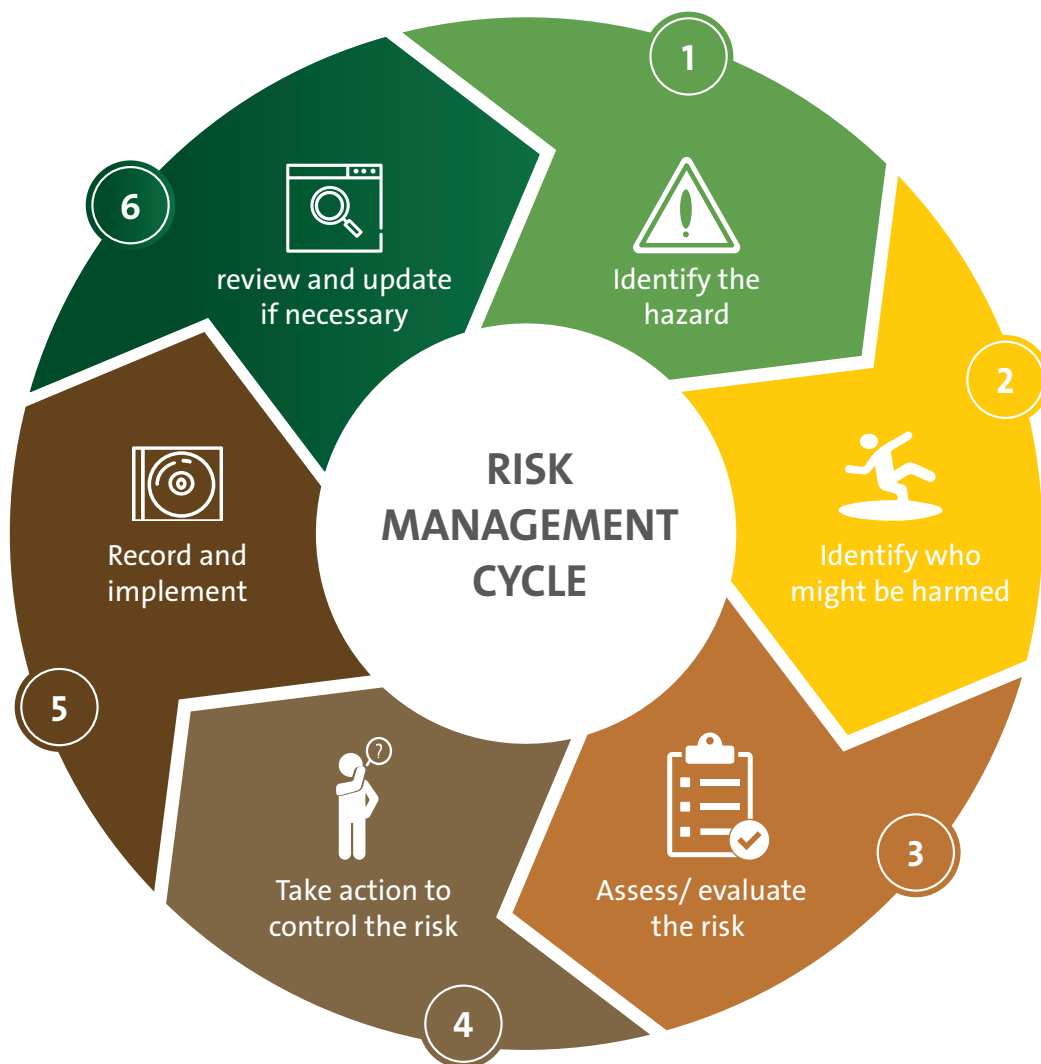 RISK
MANAGEMENT
CYCLE
1
Identify the
hazard
2
Identify who
might be harmed
3
Assess/ evaluate
the risk
4
?
Take action to
control the risk
5
Record and
implement
6
review and update
if necessary